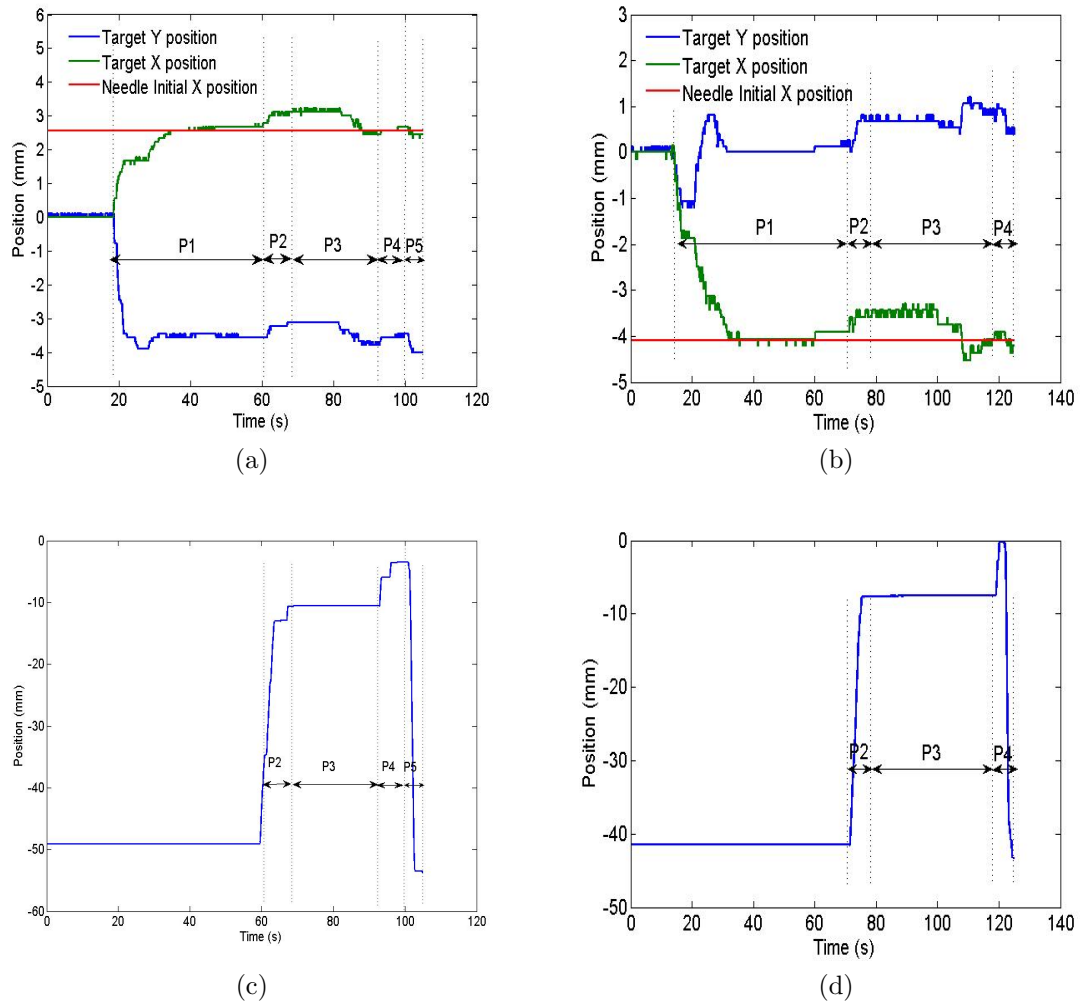 6
5
4
3
2
1
0
-1
-2
-3
-4
-5
0 20 40 60 80 100 120
Position (mm)
Time (s)
Target Y position
Target X position
Needle Initial X position
P1 P2 P3 P4 P5
(a)
3
2
1
0
-1
-2
-3
-4
-5
0 20 40 60 80 100 120 140
Position (mm)
Time (s)
Target Y position
Target X position
Needle Initial X position
P1 P2 P3 P4
(b)
0
-10
-20
-30
-40
-50
-60
0 20 40 60 80 100 120
Position (mm)
Time (s)
P2 P3 P4 P5
(c)
0
-10
-20
-30
-40
-50
0 20 40 60 80 100 120 140
Position (mm)
Time (s)
P2 P3 P4
(d)